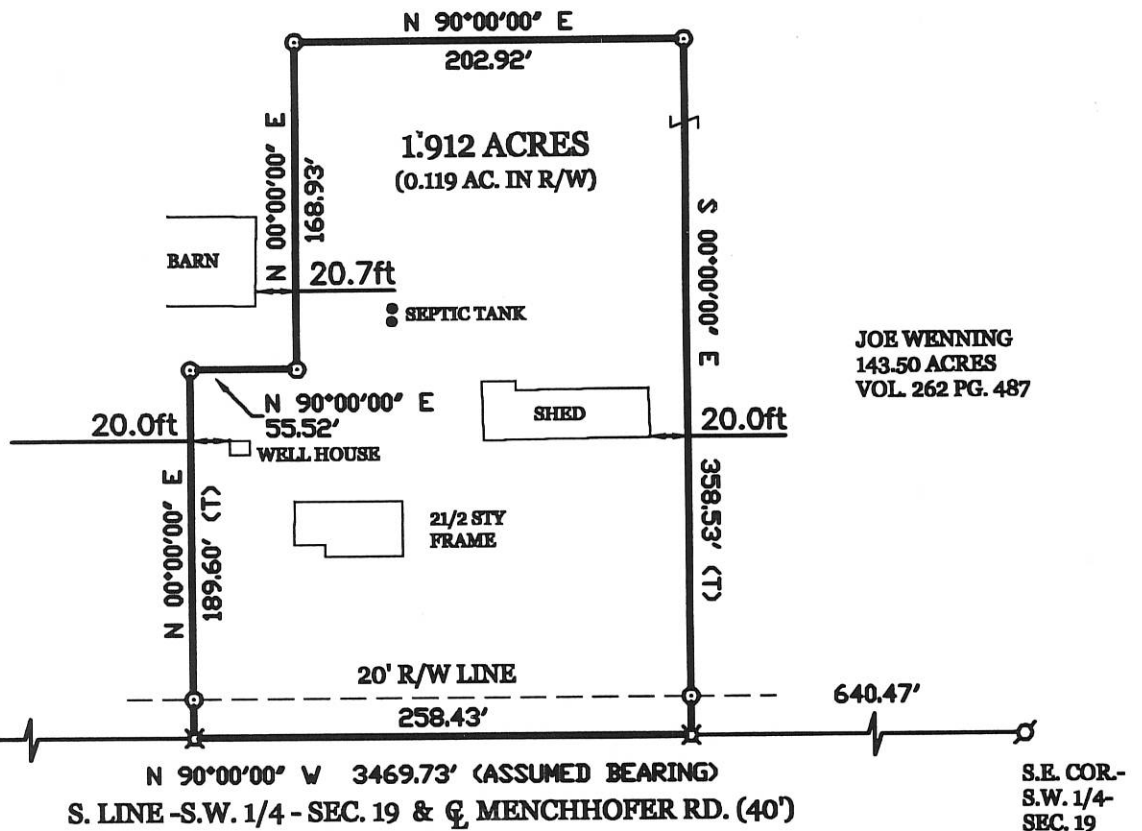 N 90°00'00" E
202.92'
1.912 ACRES
(0.119 AC. IN R/W)
N 00°00'00" E
168.93'
S 00°00'00" E
358.53' (T)
BARN
20.7ft
SEPTIC TANK
JOE WENNING
143.50 ACRES
VOL. 262 PG. 487
N 90°00'00" E
55.52'
SHED
20.0ft
20.0ft
WELL HOUSE
N 00°00'00" E
189.60' (T)
21/2 STY
FRAME
20' R/W LINE
258.43'
640.47'
N 90°00'00" W 3469.73' (ASSUMED BEARING)
S. LINE -S.W. 1/4 - SEC. 19 & ℄ MENCHHOFER RD. (40')
S.E. COR.-
S.W. 1/4-
SEC. 19